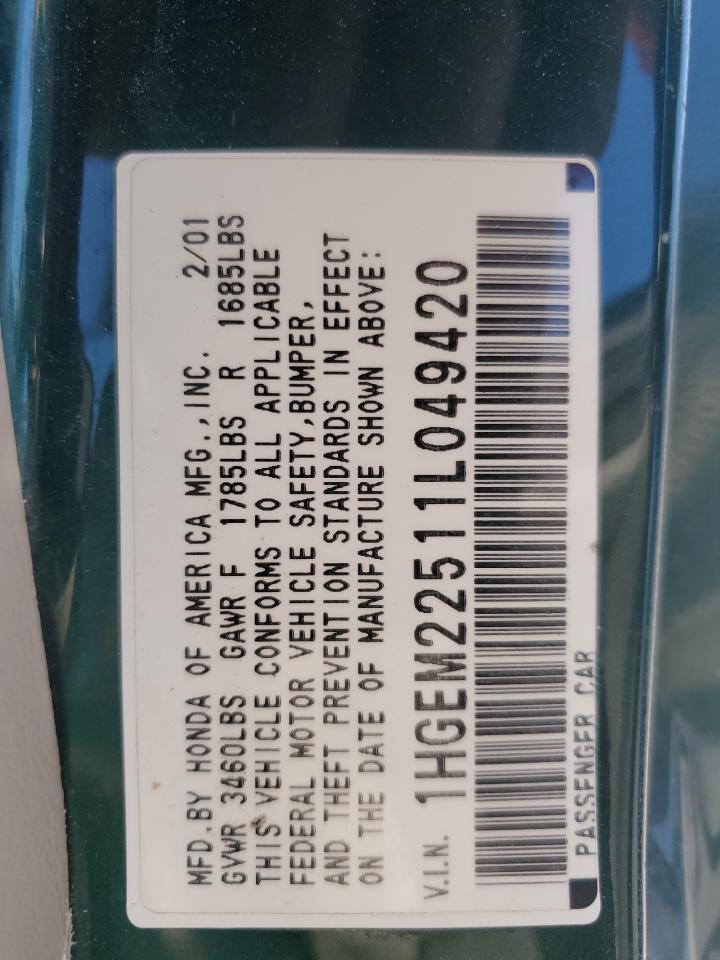 MFD.BY HONDA OF AMERICA MFG.,INC. 2/01
GVWR 3460LBS GAWR F 1785LBS R 1685LBS
THIS VEHICLE CONFORMS TO ALL APPLICABLE
FEDERAL MOTOR VEHICLE SAFETY,BUMPER,
AND THEFT PREVENTION STANDARDS IN EFFECT
ON THE DATE OF MANUFACTURE SHOWN ABOVE:
V.I.N. 1HGEM22511L049420
PASSENGER CAR